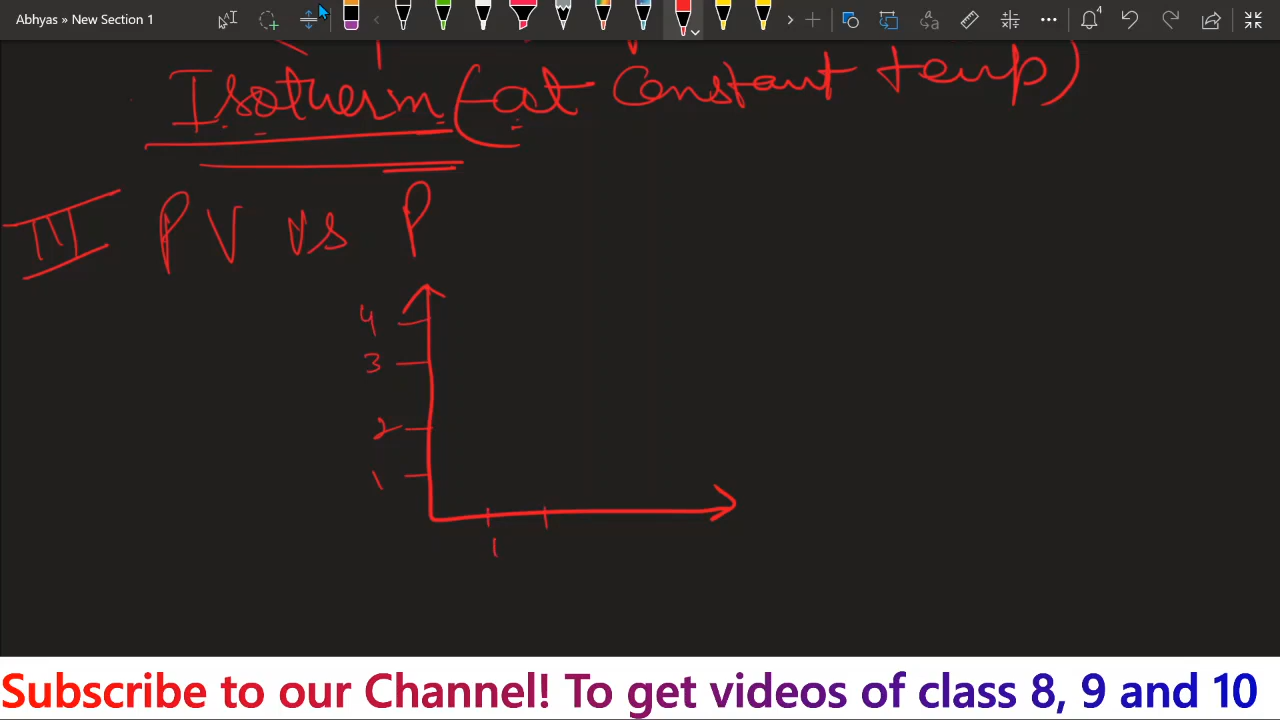 Abhyas » New Section 1
Isotherm (at constant temp)
III PV vs P
4
3
2
1
1
Subscribe to our Channel! To get videos of class 8, 9 and 10